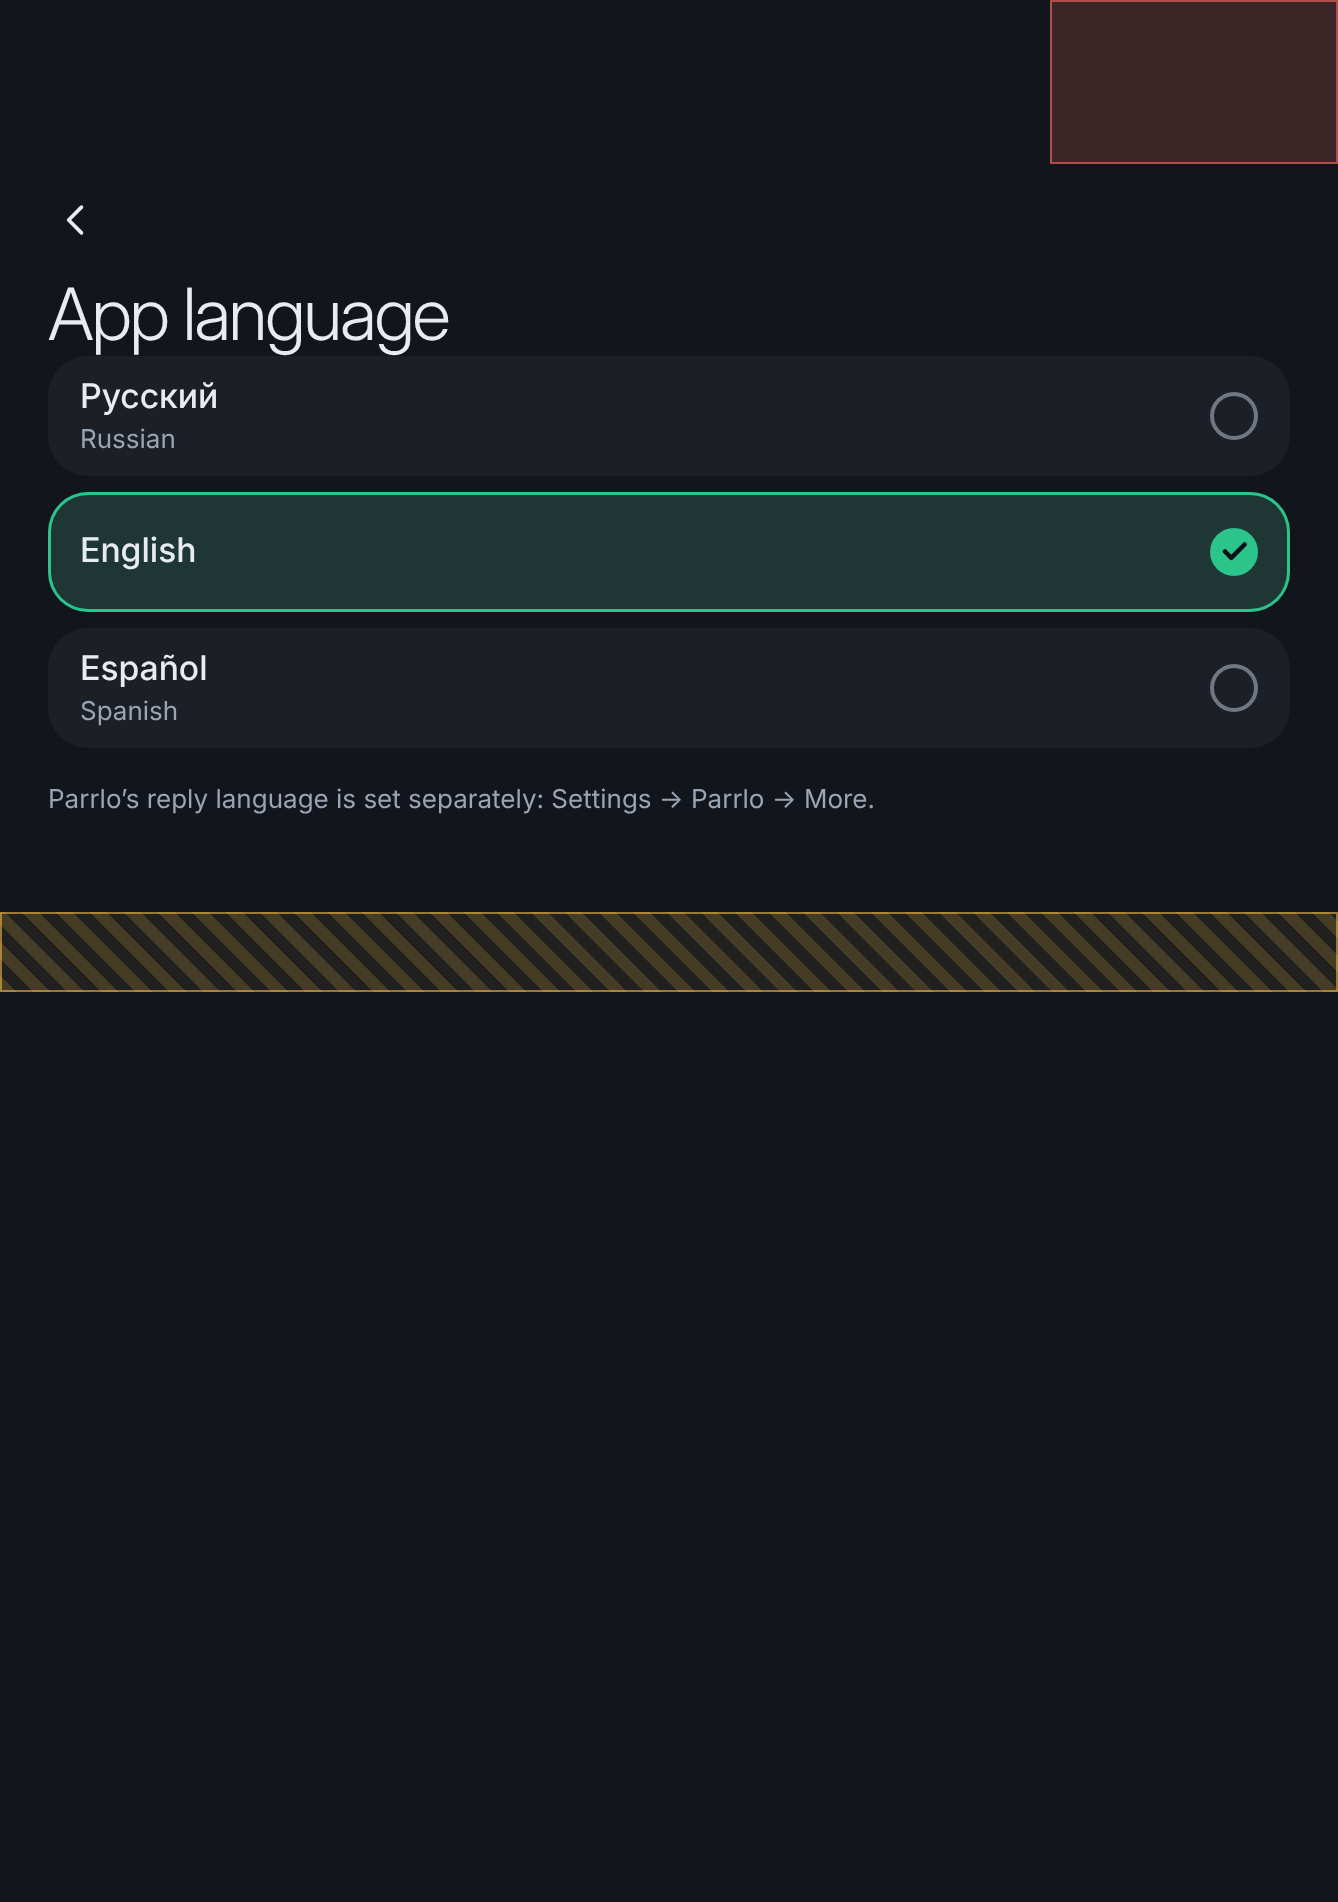 App language
Русский
Russian
English
Español
Spanish
Parrlo’s reply language is set separately: Settings → Parrlo → More.